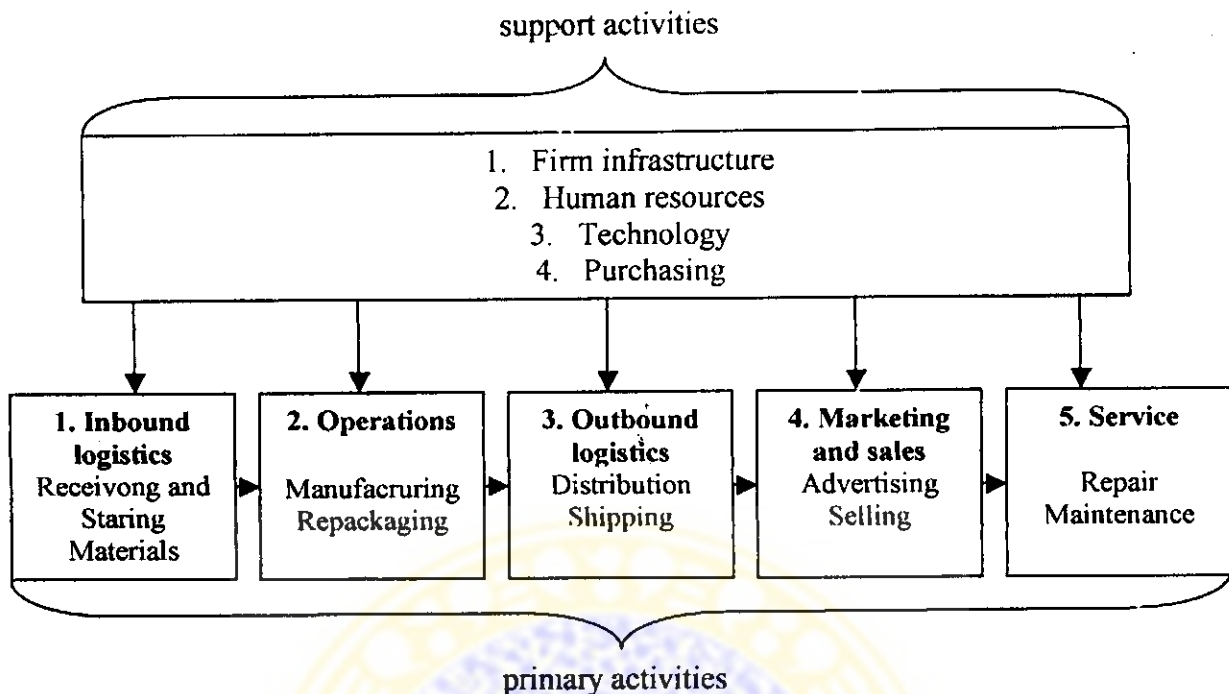 support activities
1. Firm infrastructure
2. Human resources
3. Technology
4. Purchasing
1. Inbound
logistics
Receivong and
Staring
Materials
2. Operations
Manufacruring
Repackaging
3. Outbound
logistics
Distribution
Shipping
4. Marketing
and sales
Advertising
Selling
5. Service
Repair
Maintenance
primary activities